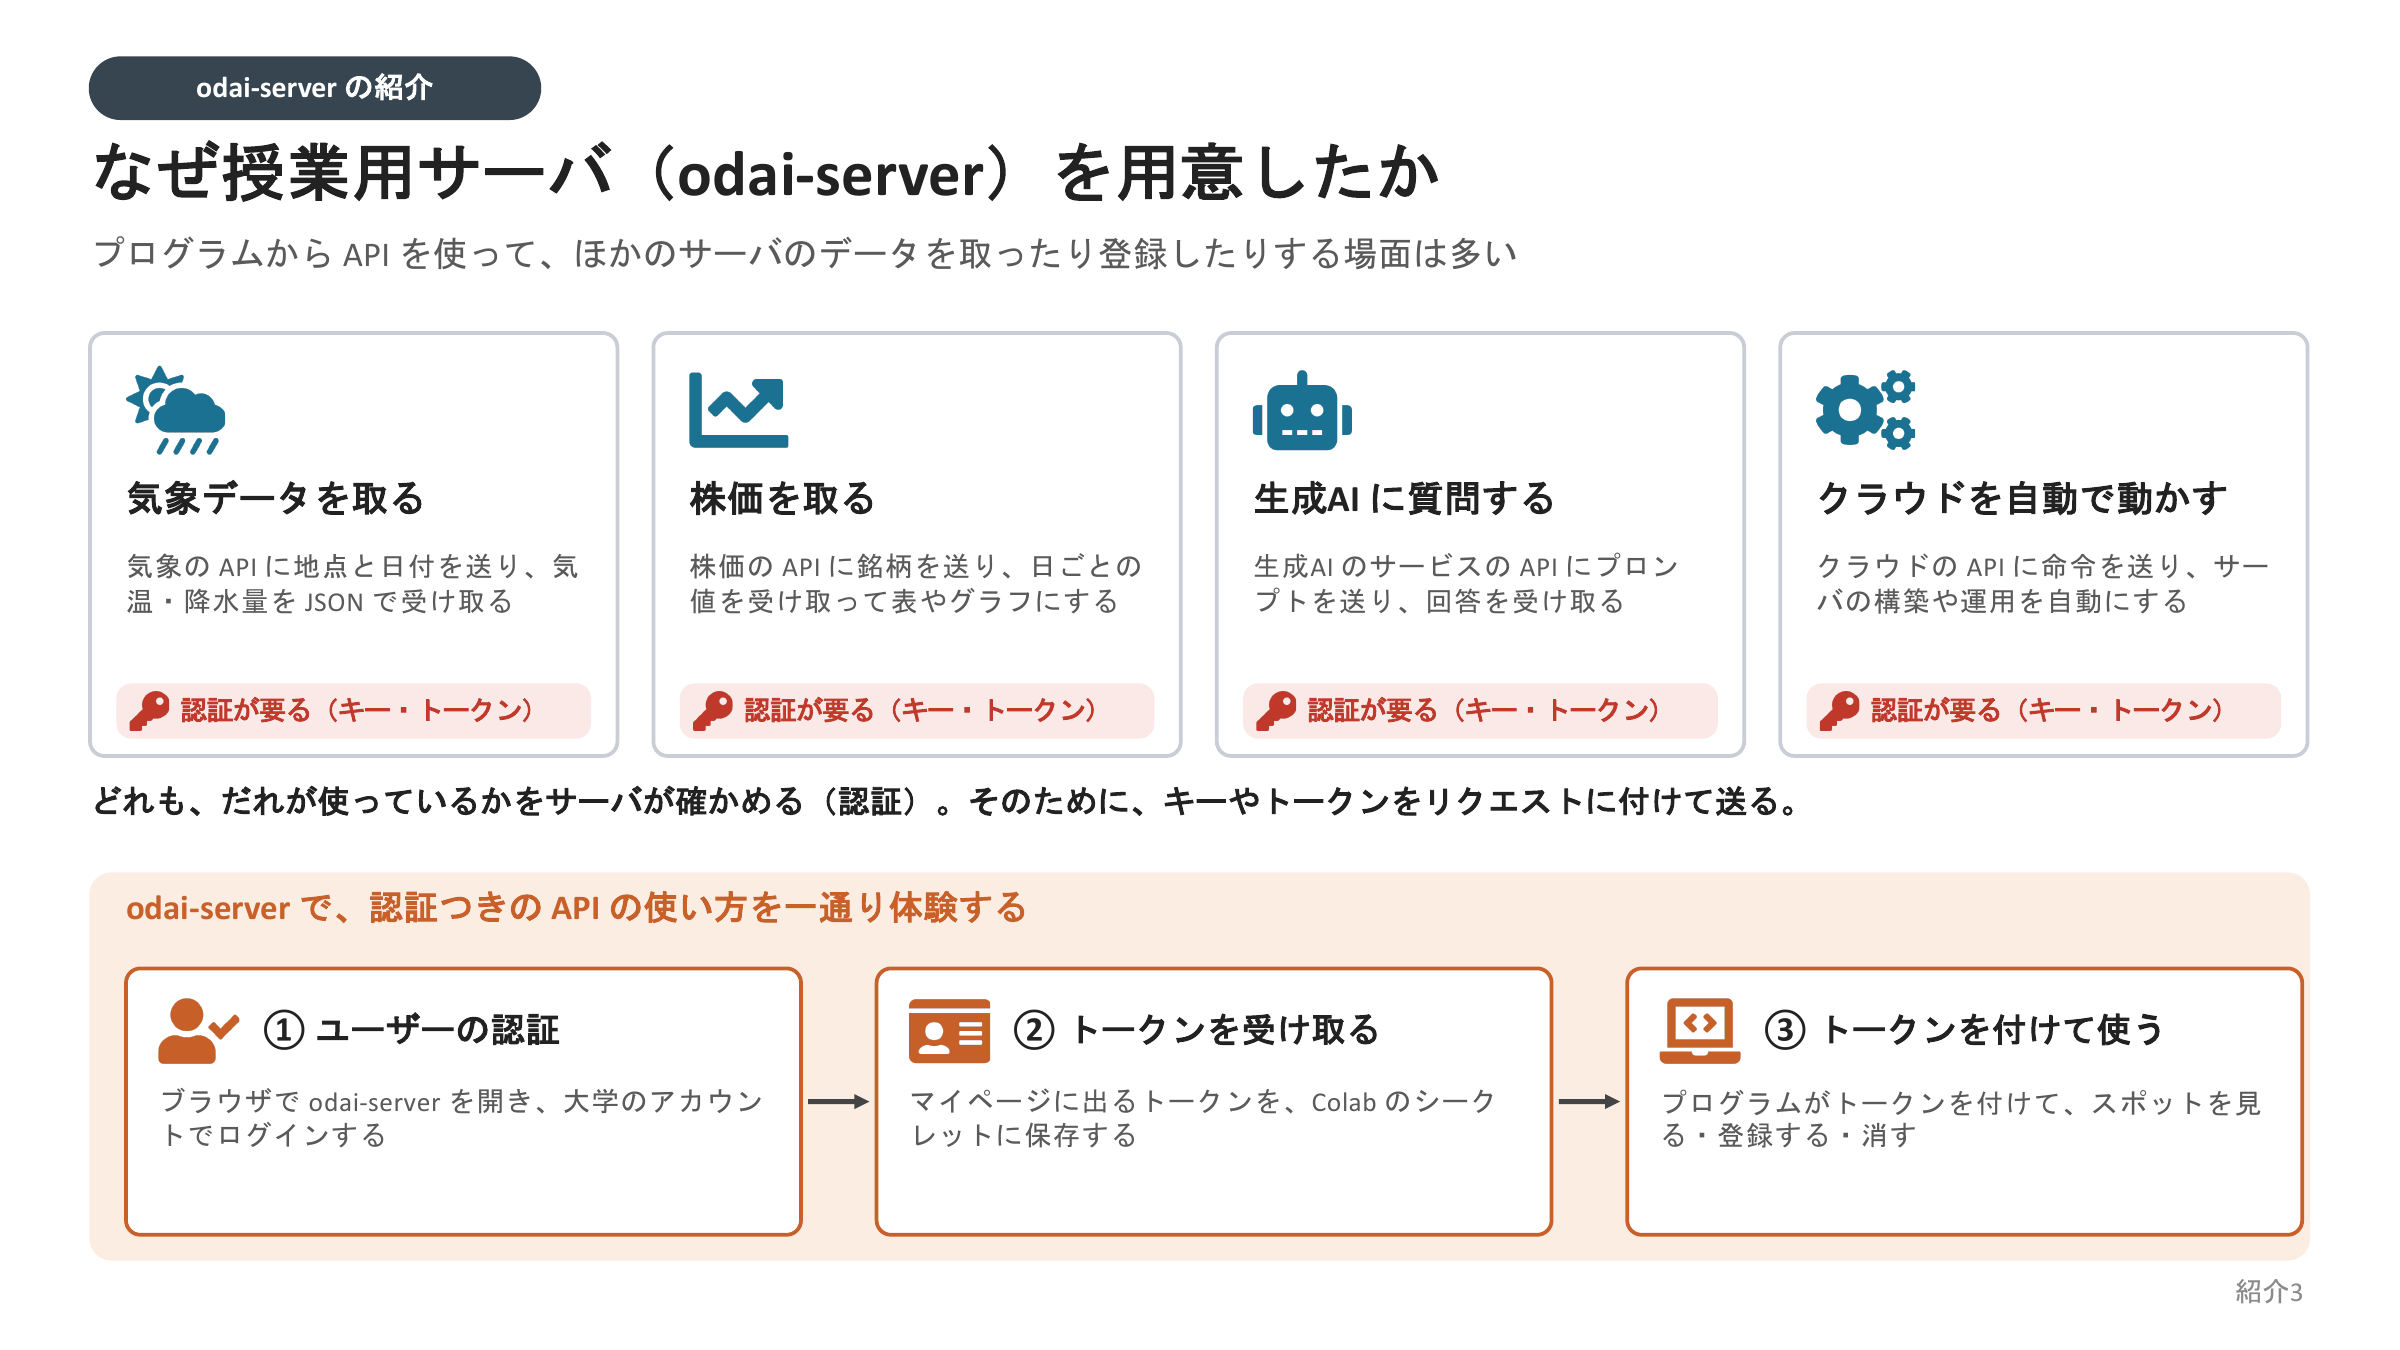 odai-server の紹介
なぜ授業用サーバ（odai-server）を用意したか
プログラムから API を使って、ほかのサーバのデータを取ったり登録したりする場面は多い
気象データを取る
気象の API に地点と日付を送り、気
温・降水量を JSON で受け取る
認証が要る（キー・トークン）
株価を取る
株価の API に銘柄を送り、日ごとの
値を受け取って表やグラフにする
認証が要る（キー・トークン）
生成AI に質問する
生成AI のサービスの API にプロン
プトを送り、回答を受け取る
認証が要る（キー・トークン）
クラウドを自動で動かす
クラウドの API に命令を送り、サー
バの構築や運用を自動にする
認証が要る（キー・トークン）
どれも、だれが使っているかをサーバが確かめる（認証）。そのために、キーやトークンをリクエストに付けて送る。
odai-server で、認証つきの API の使い方を一通り体験する
① ユーザーの認証
ブラウザで odai-server を開き、大学のアカウン
トでログインする
② トークンを受け取る
マイページに出るトークンを、Colab のシーク
レットに保存する
③ トークンを付けて使う
プログラムがトークンを付けて、スポットを見
る・登録する・消す
紹介3